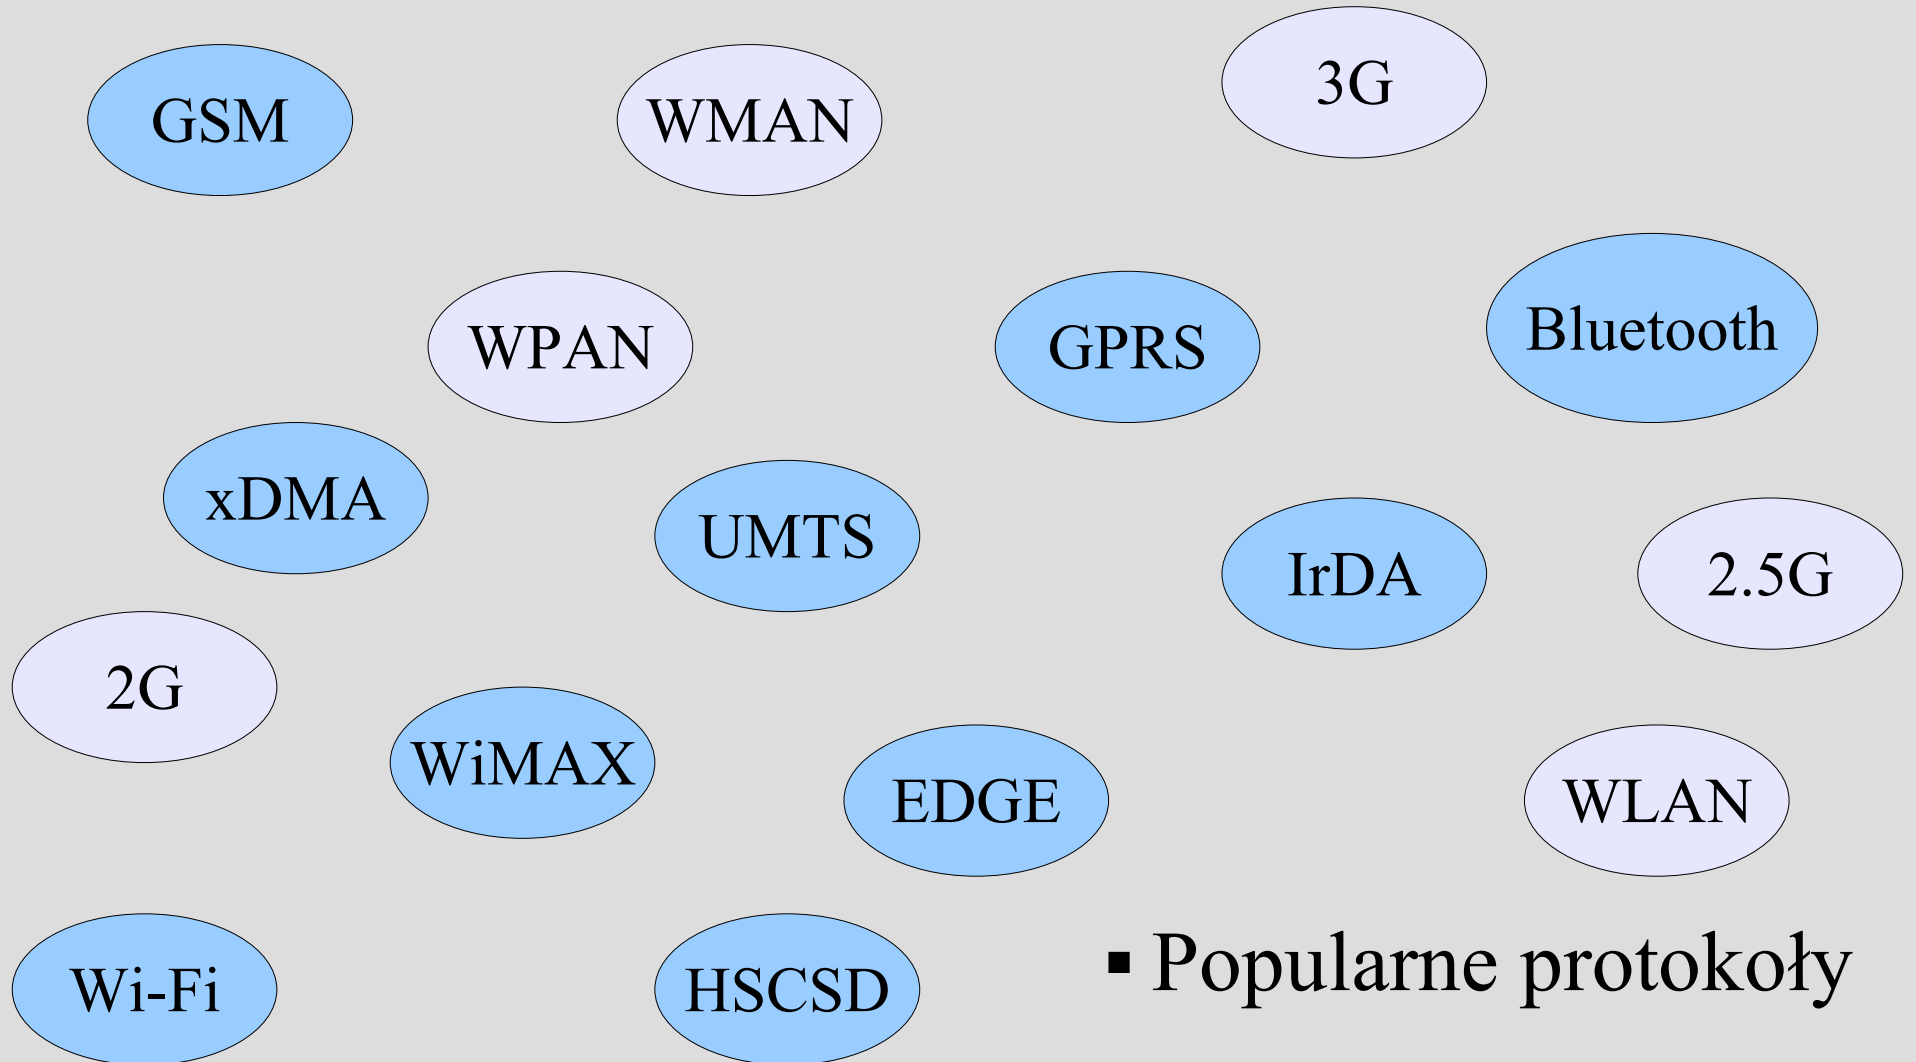 3G
GSM
WMAN
Bluetooth
WPAN
GPRS
xDMA
UMTS
IrDA
2.5G
2G
WiMAX
EDGE
WLAN
▪ Popularne protokoły
Wi-Fi
HSCSD